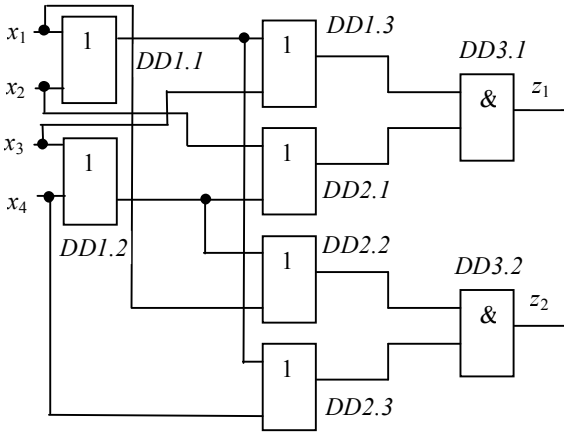 x1
1
DD1.1
1
DD1.3
DD3.1
x2
&
z1
x3
1
1
DD2.1
x4
DD1.2
1
DD2.2
DD3.2
&
z2
1
DD2.3